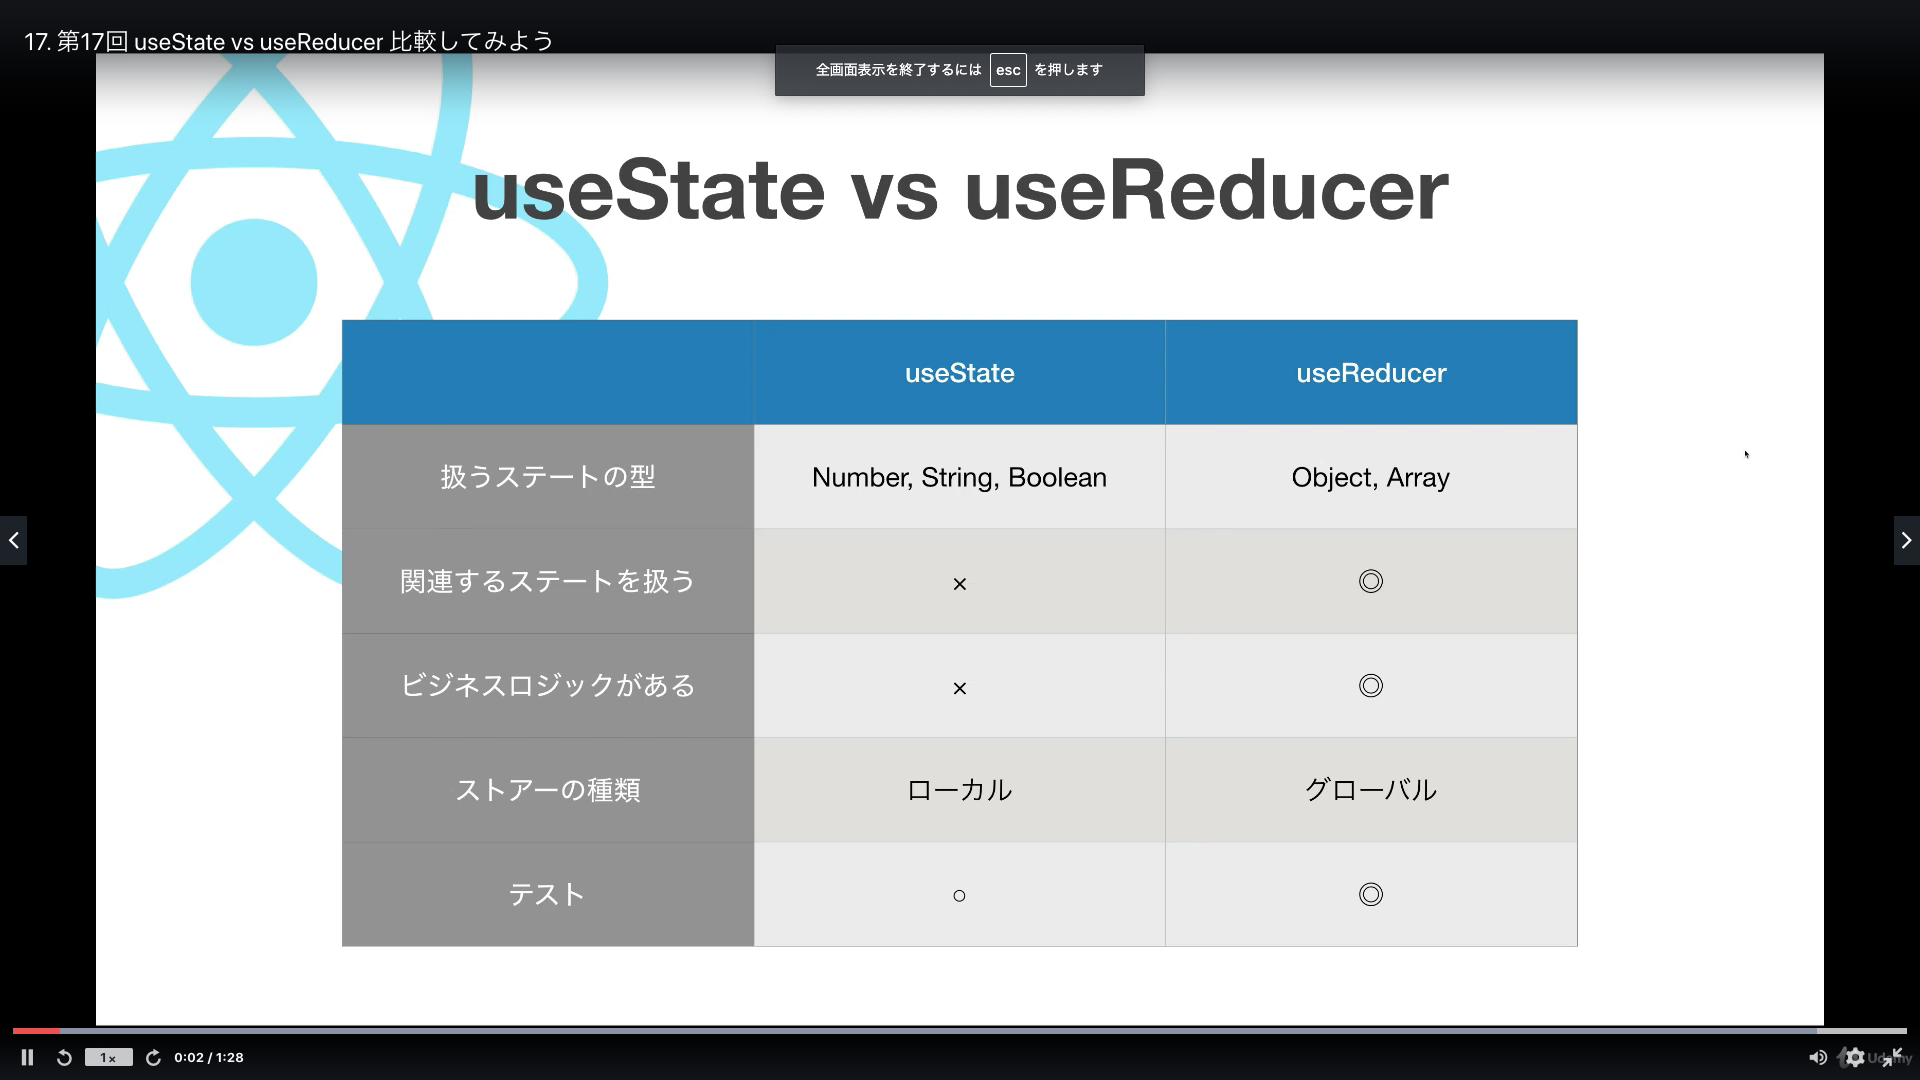 17. 第17回 useState vs useReducer 比較してみよう
全画面表示を終了するには esc を押します
useState vs useReducer
useState useReducer
扱うステートの型 Number, String, Boolean Object, Array
関連するステートを扱う × ◎
ビジネスロジックがある × ◎
ストアーの種類 ローカル グローバル
テスト ○ ◎
1× 0:02 / 1:28
Udemy